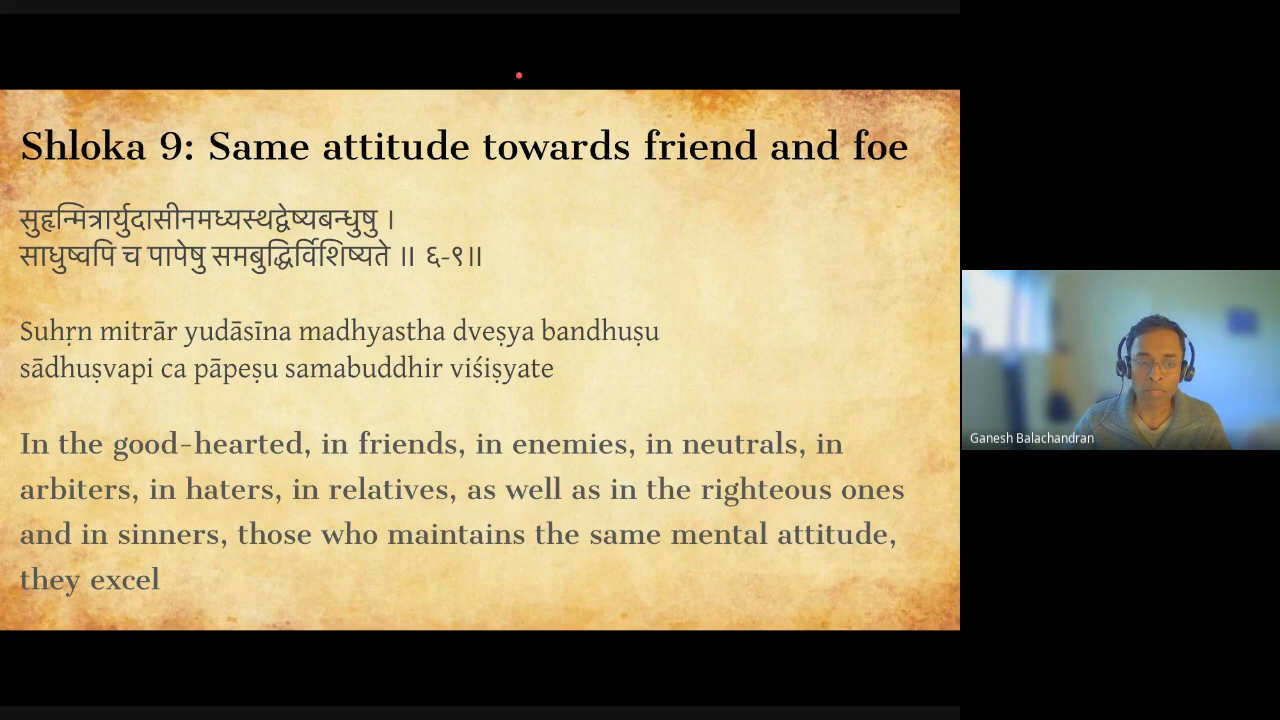 Shloka 9: Same attitude towards friend and foe
सुहृन्मित्रार्युदासीनमध्यस्थद्वेष्यबन्धुषु ।
साधुष्वपि च पापेषु समबुद्धिर्विशिष्यते ॥ ६-९॥
Suhṛn mitrār yudāsīna madhyastha dveṣya bandhuṣu
sādhuṣvapi ca pāpeṣu samabuddhir viśiṣyate
In the good-hearted, in friends, in enemies, in neutrals, in
arbiters, in haters, in relatives, as well as in the righteous ones
and in sinners, those who maintains the same mental attitude,
they excel
Ganesh Balachandran